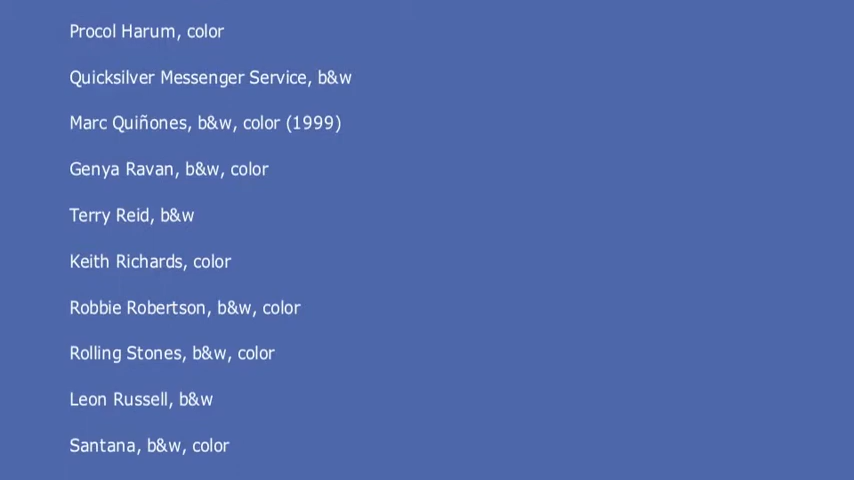 Procol Harum, color
Quicksilver Messenger Service, b&w
Marc Quiñones, b&w, color (1999)
Genya Ravan, b&w, color
Terry Reid, b&w
Keith Richards, color
Robbie Robertson, b&w, color
Rolling Stones, b&w, color
Leon Russell, b&w
Santana, b&w, color